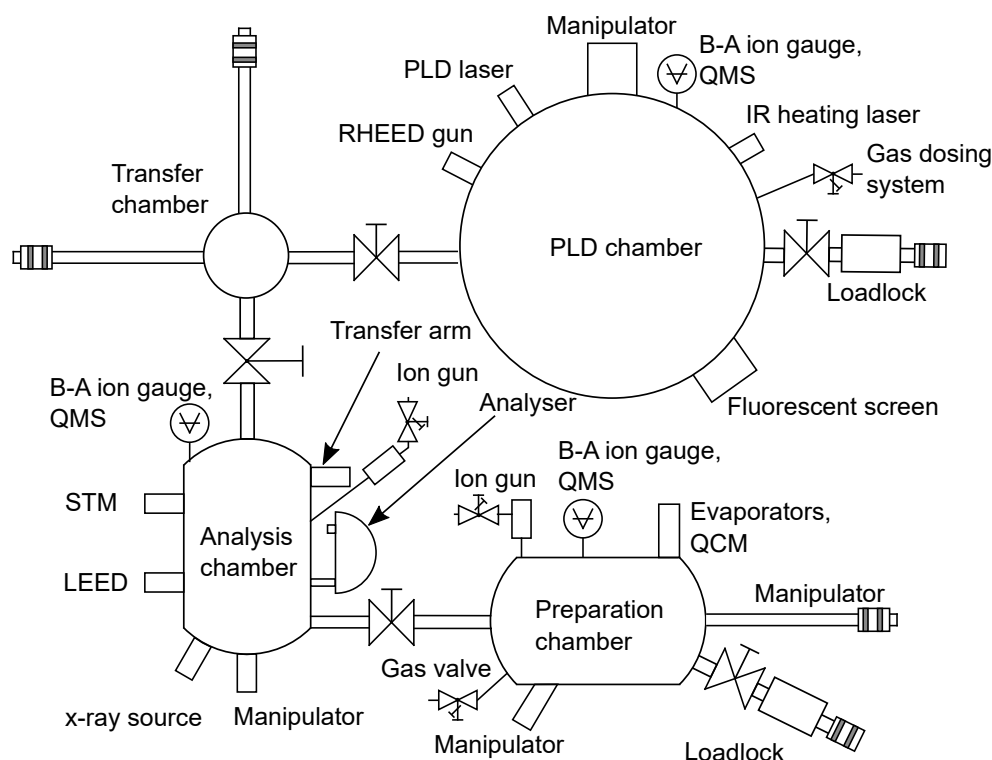 Manipulator
B-A ion gauge,
QMS
PLD laser
IR heating laser
RHEED gun
Gas dosing
system
Transfer
chamber
PLD chamber
Loadlock
Transfer arm
Ion gun
B-A ion gauge,
QMS
Analyser
Fluorescent screen
B-A ion gauge,
QMS
Ion gun
STM
Evaporators,
QCM
Analysis
chamber
LEED
Manipulator
Preparation
chamber
Gas valve
x-ray source
Manipulator
Manipulator
Loadlock